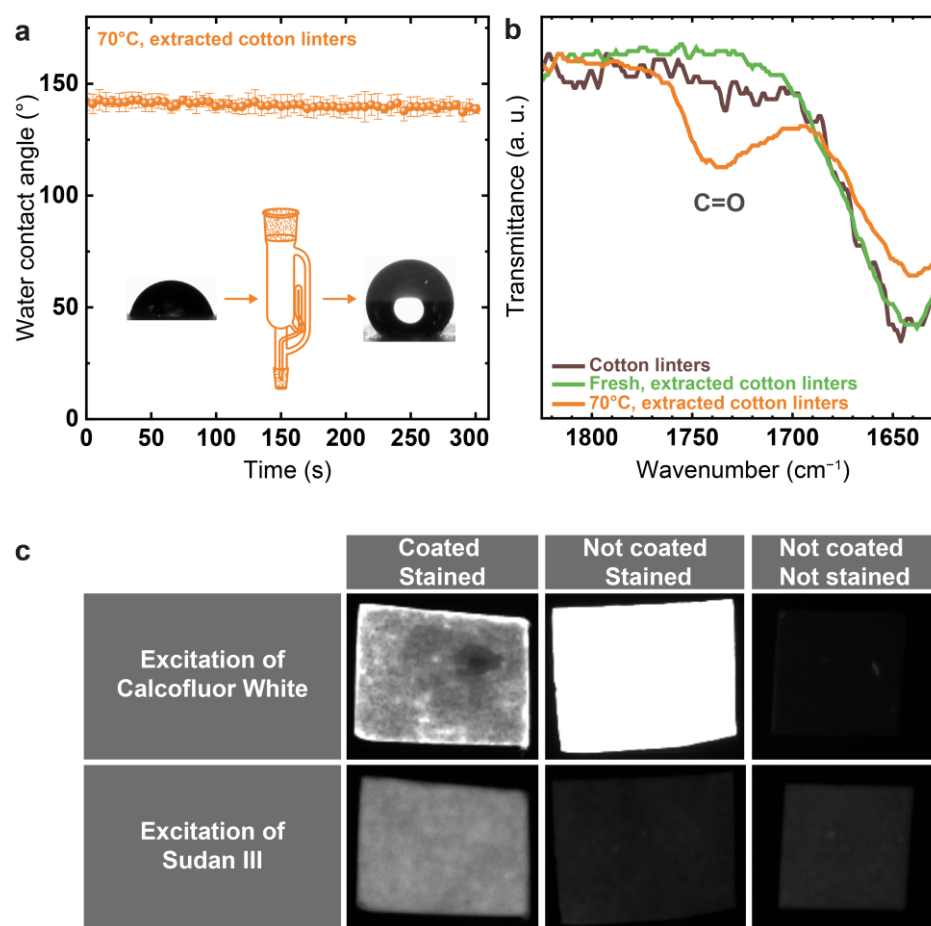 a
70°C, extracted cotton linters
Water contact angle (°)
150
100
50
0
0 50 100 150 200 250 300
Time (s)
b
Transmittance (a. u.)
C=O
Cotton linters
Fresh, extracted cotton linters
70°C, extracted cotton linters
1800 1750 1700 1650
Wavenumber (cm⁻¹)
c
Coated
Stained
Not coated
Stained
Not coated
Not stained
Excitation of
Calcofluor White
Excitation of
Sudan III